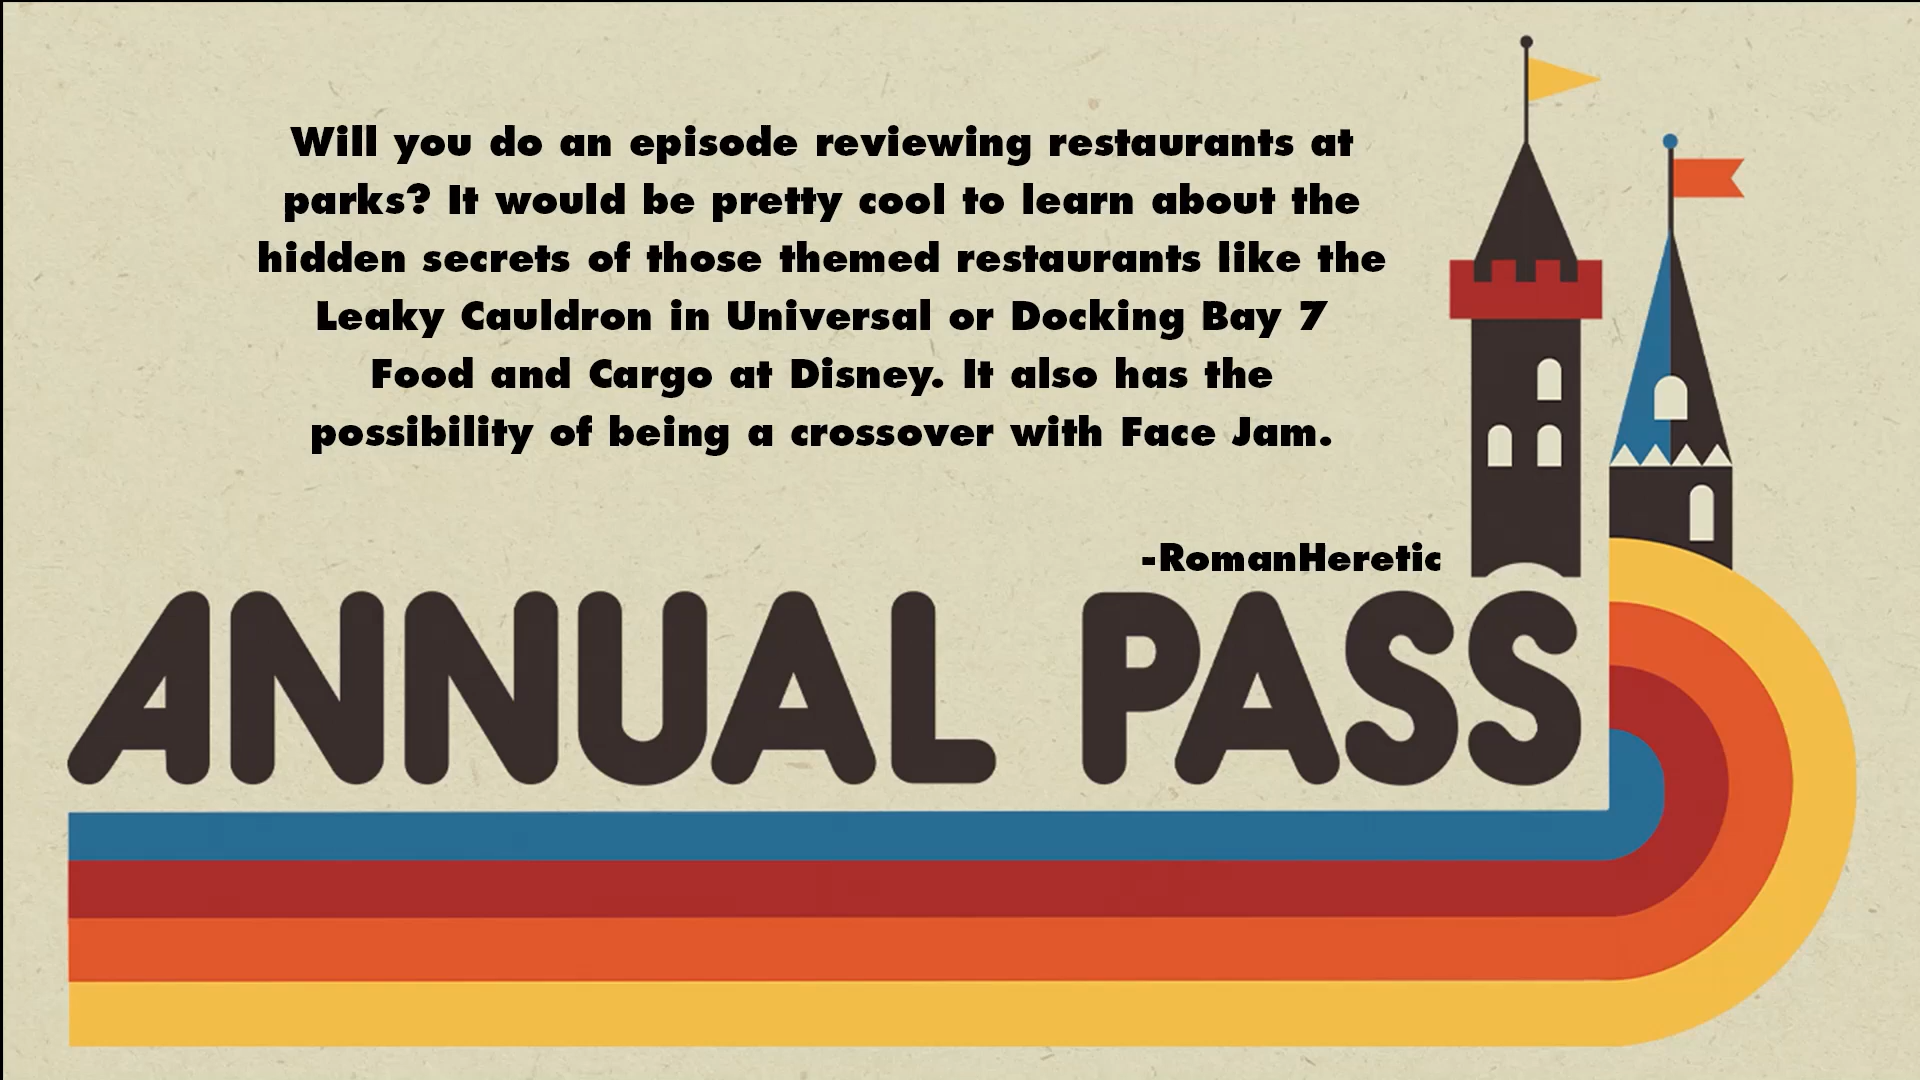 Will you do an episode reviewing restaurants at
parks? It would be pretty cool to learn about the
hidden secrets of those themed restaurants like the
Leaky Cauldron in Universal or Docking Bay 7
Food and Cargo at Disney. It also has the
possibility of being a crossover with Face Jam.
-RomanHeretic
ANNUAL PASS